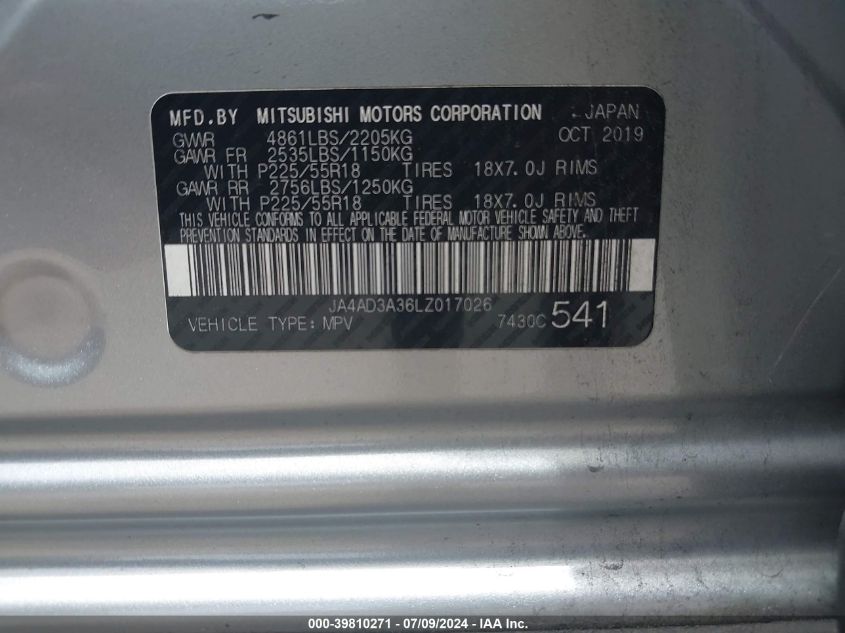 MFD.BY MITSUBISHI MOTORS CORPORATION JAPAN
GVWR 4861LBS/2205KG OCT 2019
GAWR FR 2535LBS/1150KG
WITH P225/55R18 TIRES 18X7.0J RIMS
GAWR RR 2756LBS/1250KG
WITH P225/55R18 TIRES 18X7.0J RIMS
THIS VEHICLE CONFORMS TO ALL APPLICABLE FEDERAL MOTOR VEHICLE SAFETY AND THEFT
PREVENTION STANDARDS IN EFFECT ON THE DATE OF MANUFACTURE SHOWN ABOVE.
JA4AD3A36LZ017026
VEHICLE TYPE: MPV 7430C 541
000-39810271 - 07/09/2024 - IAA Inc.